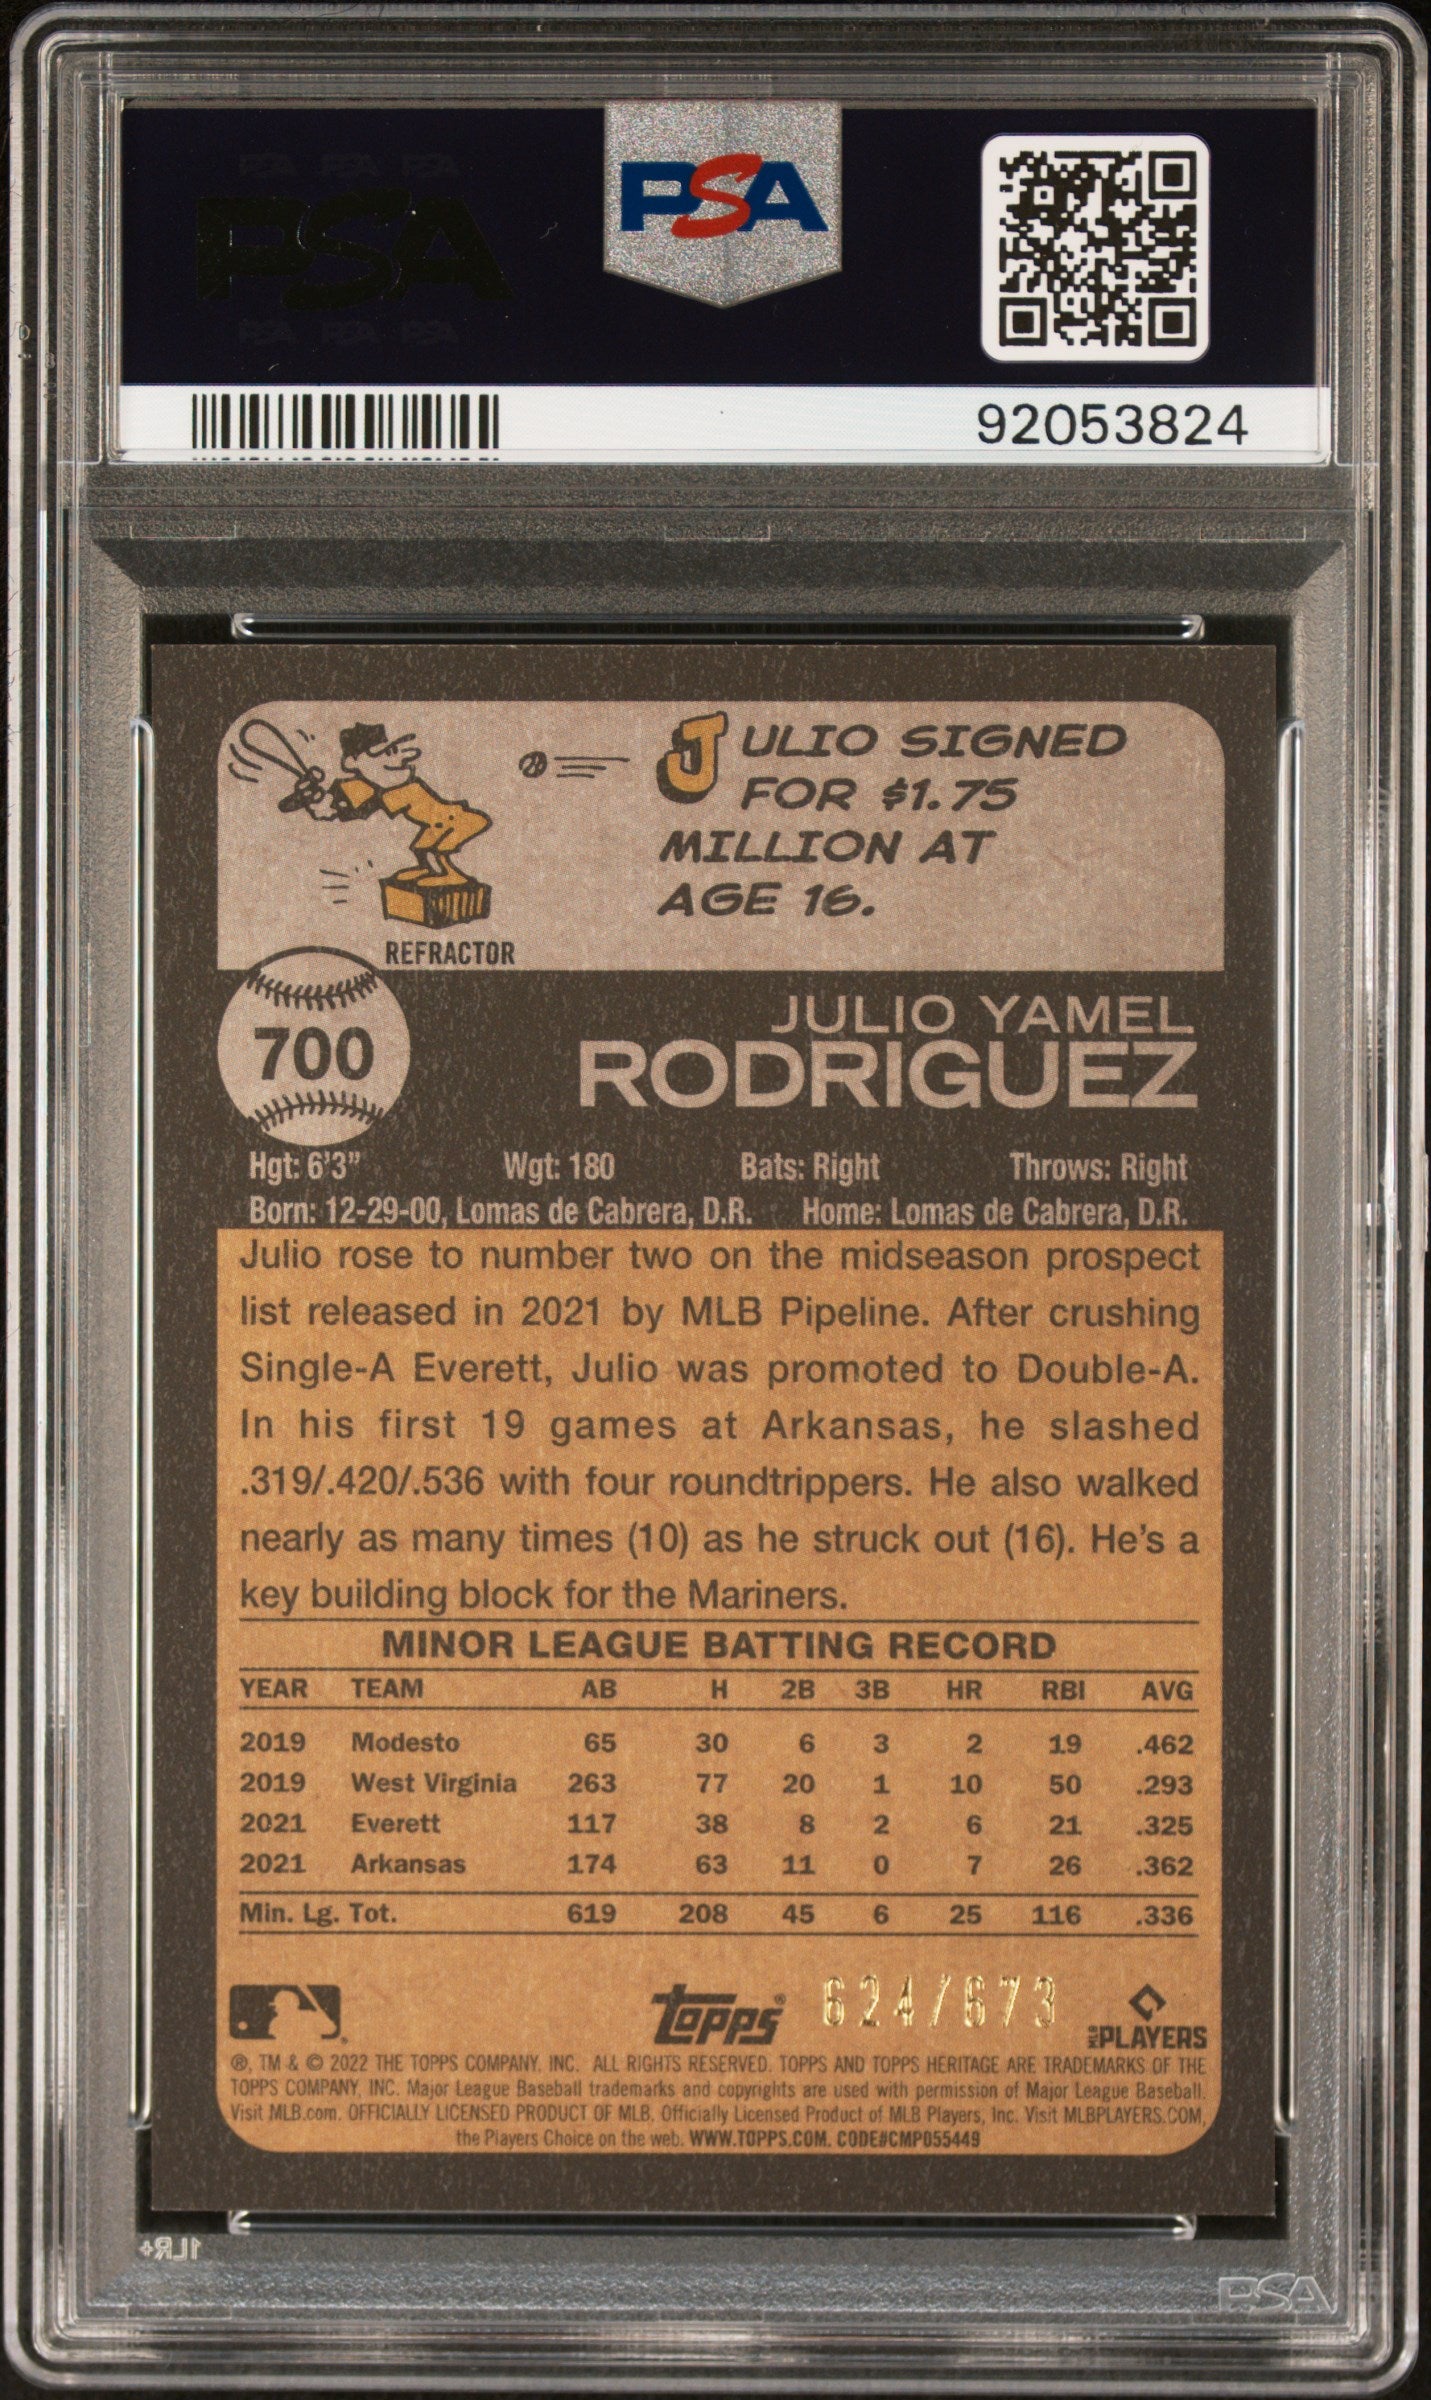 PSA PSA PSA
PSA
PSA PSA PSA
PSA
92053824
JULIO SIGNED
FOR $1.75
MILLION AT
AGE 16.
REFRACTOR
700
JULIO YAMEL
RODRIGUEZ
Hgt: 6'3" Wgt: 180 Bats: Right Throws: Right
Born: 12-29-00, Lomas de Cabrera, D.R. Home: Lomas de Cabrera, D.R.
Julio rose to number two on the midseason prospect
list released in 2021 by MLB Pipeline. After crushing
Single-A Everett, Julio was promoted to Double-A.
In his first 19 games at Arkansas, he slashed
.319/.420/.536 with four roundtrippers. He also walked
nearly as many times (10) as he struck out (16). He's a
key building block for the Mariners.
MINOR LEAGUE BATTING RECORD
YEAR TEAM AB H 2B 3B HR RBI AVG
2019 Modesto 65 30 6 3 2 19 .462
2019 West Virginia 263 77 20 1 10 50 .293
2021 Everett 117 38 8 2 6 21 .325
2021 Arkansas 174 63 11 0 7 26 .362
Min. Lg. Tot. 619 208 45 6 25 116 .336
Topps® 624/673 MLB PLAYERS
®, TM & © 2022 THE TOPPS COMPANY, INC. ALL RIGHTS RESERVED. TOPPS AND TOPPS HERITAGE ARE TRADEMARKS OF THE
TOPPS COMPANY, INC. Major League Baseball trademarks and copyrights are used with permission of Major League Baseball.
Visit MLB.com. OFFICIALLY LICENSED PRODUCT OF MLB, Officially Licensed Product of MLB Players, Inc. Visit MLBPLAYERS.COM,
the Players Choice on the web. WWW.TOPPS.COM. CODE#CMP055449
1LR+
PSA